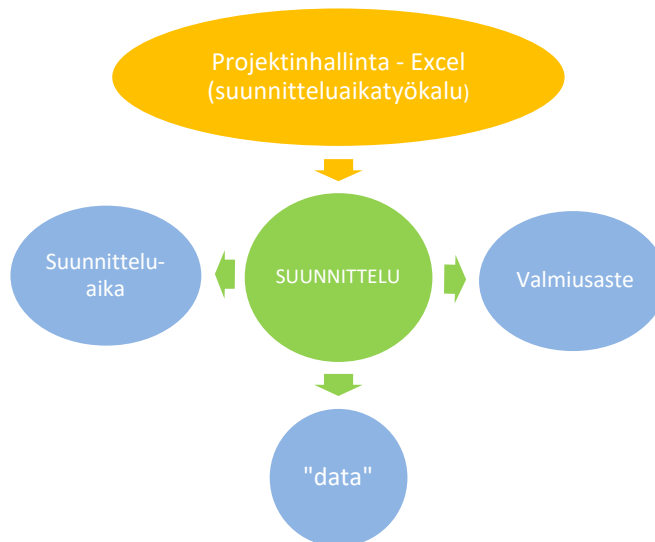 Projektinhallinta - Excel
(suunnitteluaikatyökalu)
Suunnittelu-
aika
SUUNNITTELU
Valmiusaste
"data"